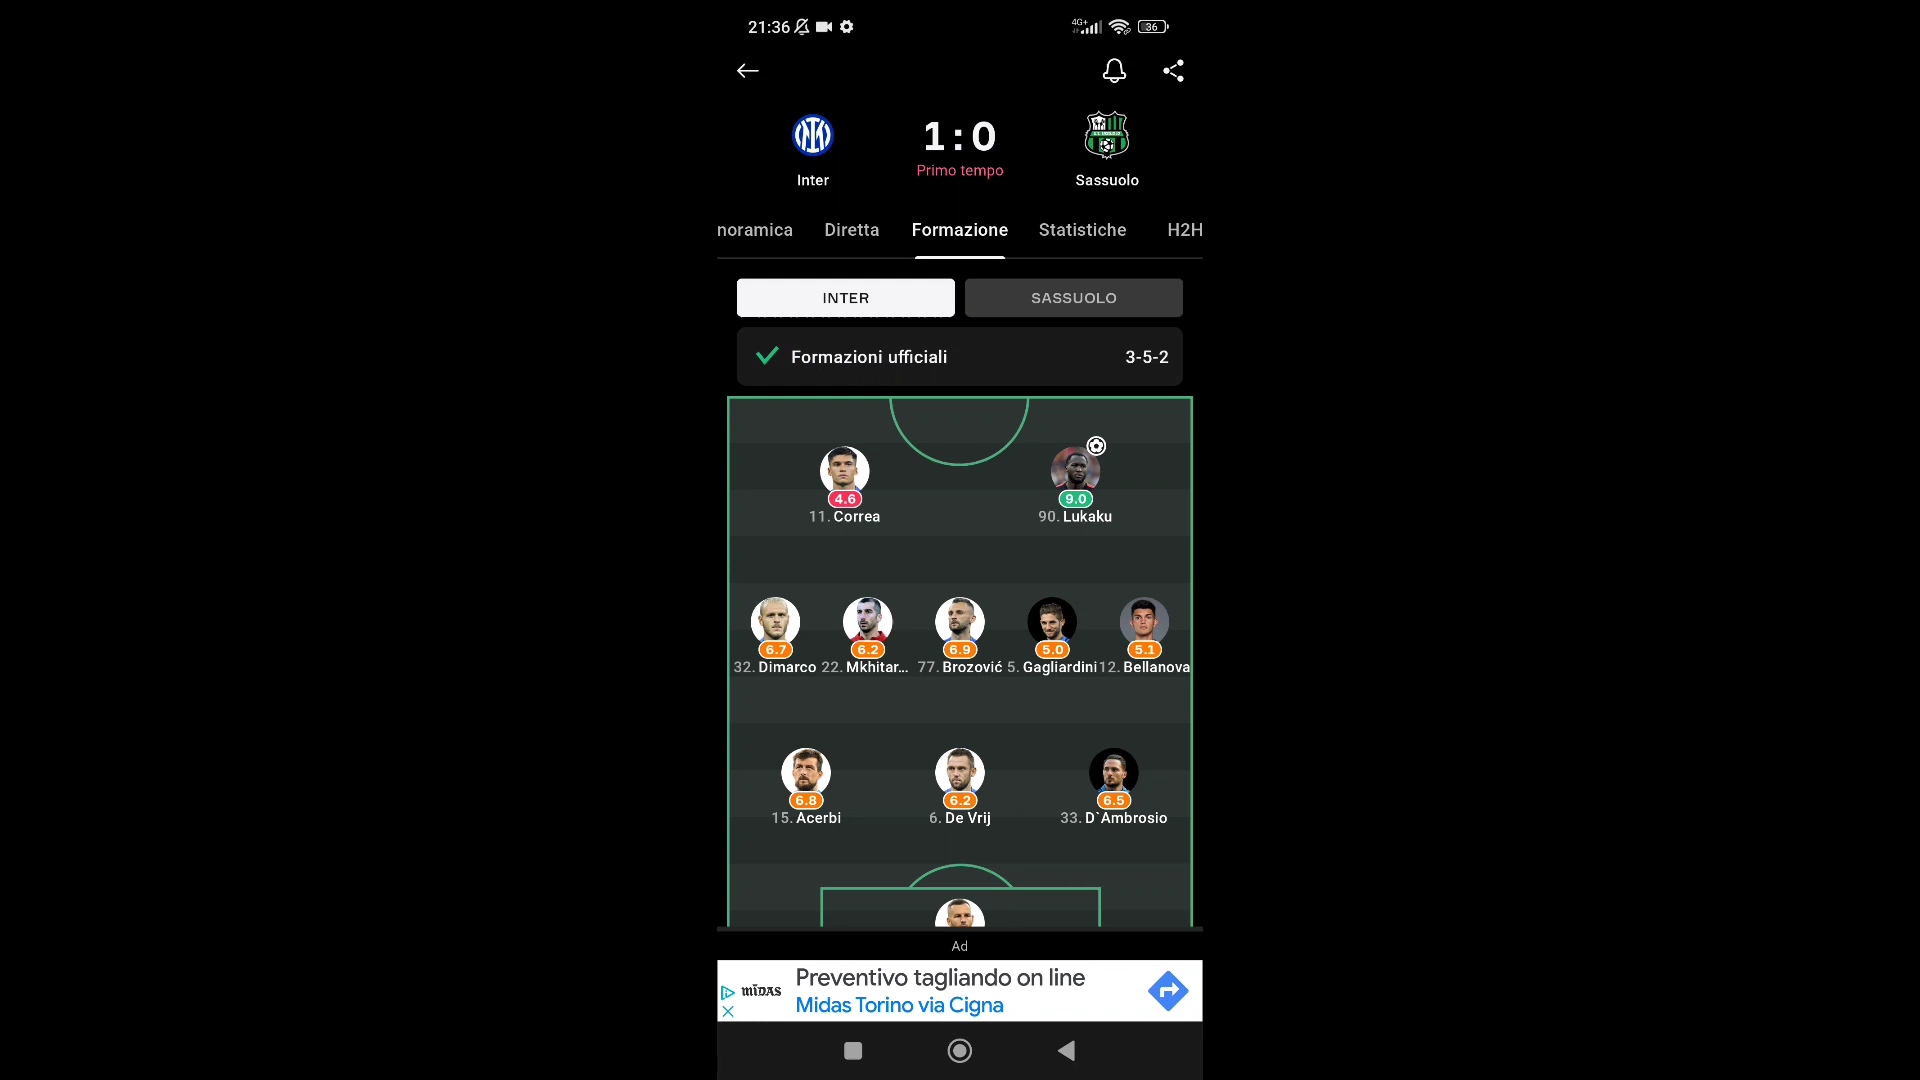 21:36
4G+
36
1 : 0
Primo tempo
Inter
Sassuolo
noramica
Diretta
Formazione
Statistiche
H2H
INTER
SASSUOLO
Formazioni ufficiali
3-5-2
4.6
9.0
11. Correa
90. Lukaku
6.7
6.2
6.9
5.0
5.1
32. Dimarco
22. Mkhitar...
77. Brozović
5. Gagliardini
12. Bellanova
6.8
6.2
6.5
15. Acerbi
6. De Vrij
33. D`Ambrosio
Ad
MIDAS
Preventivo tagliando on line
Midas Torino via Cigna